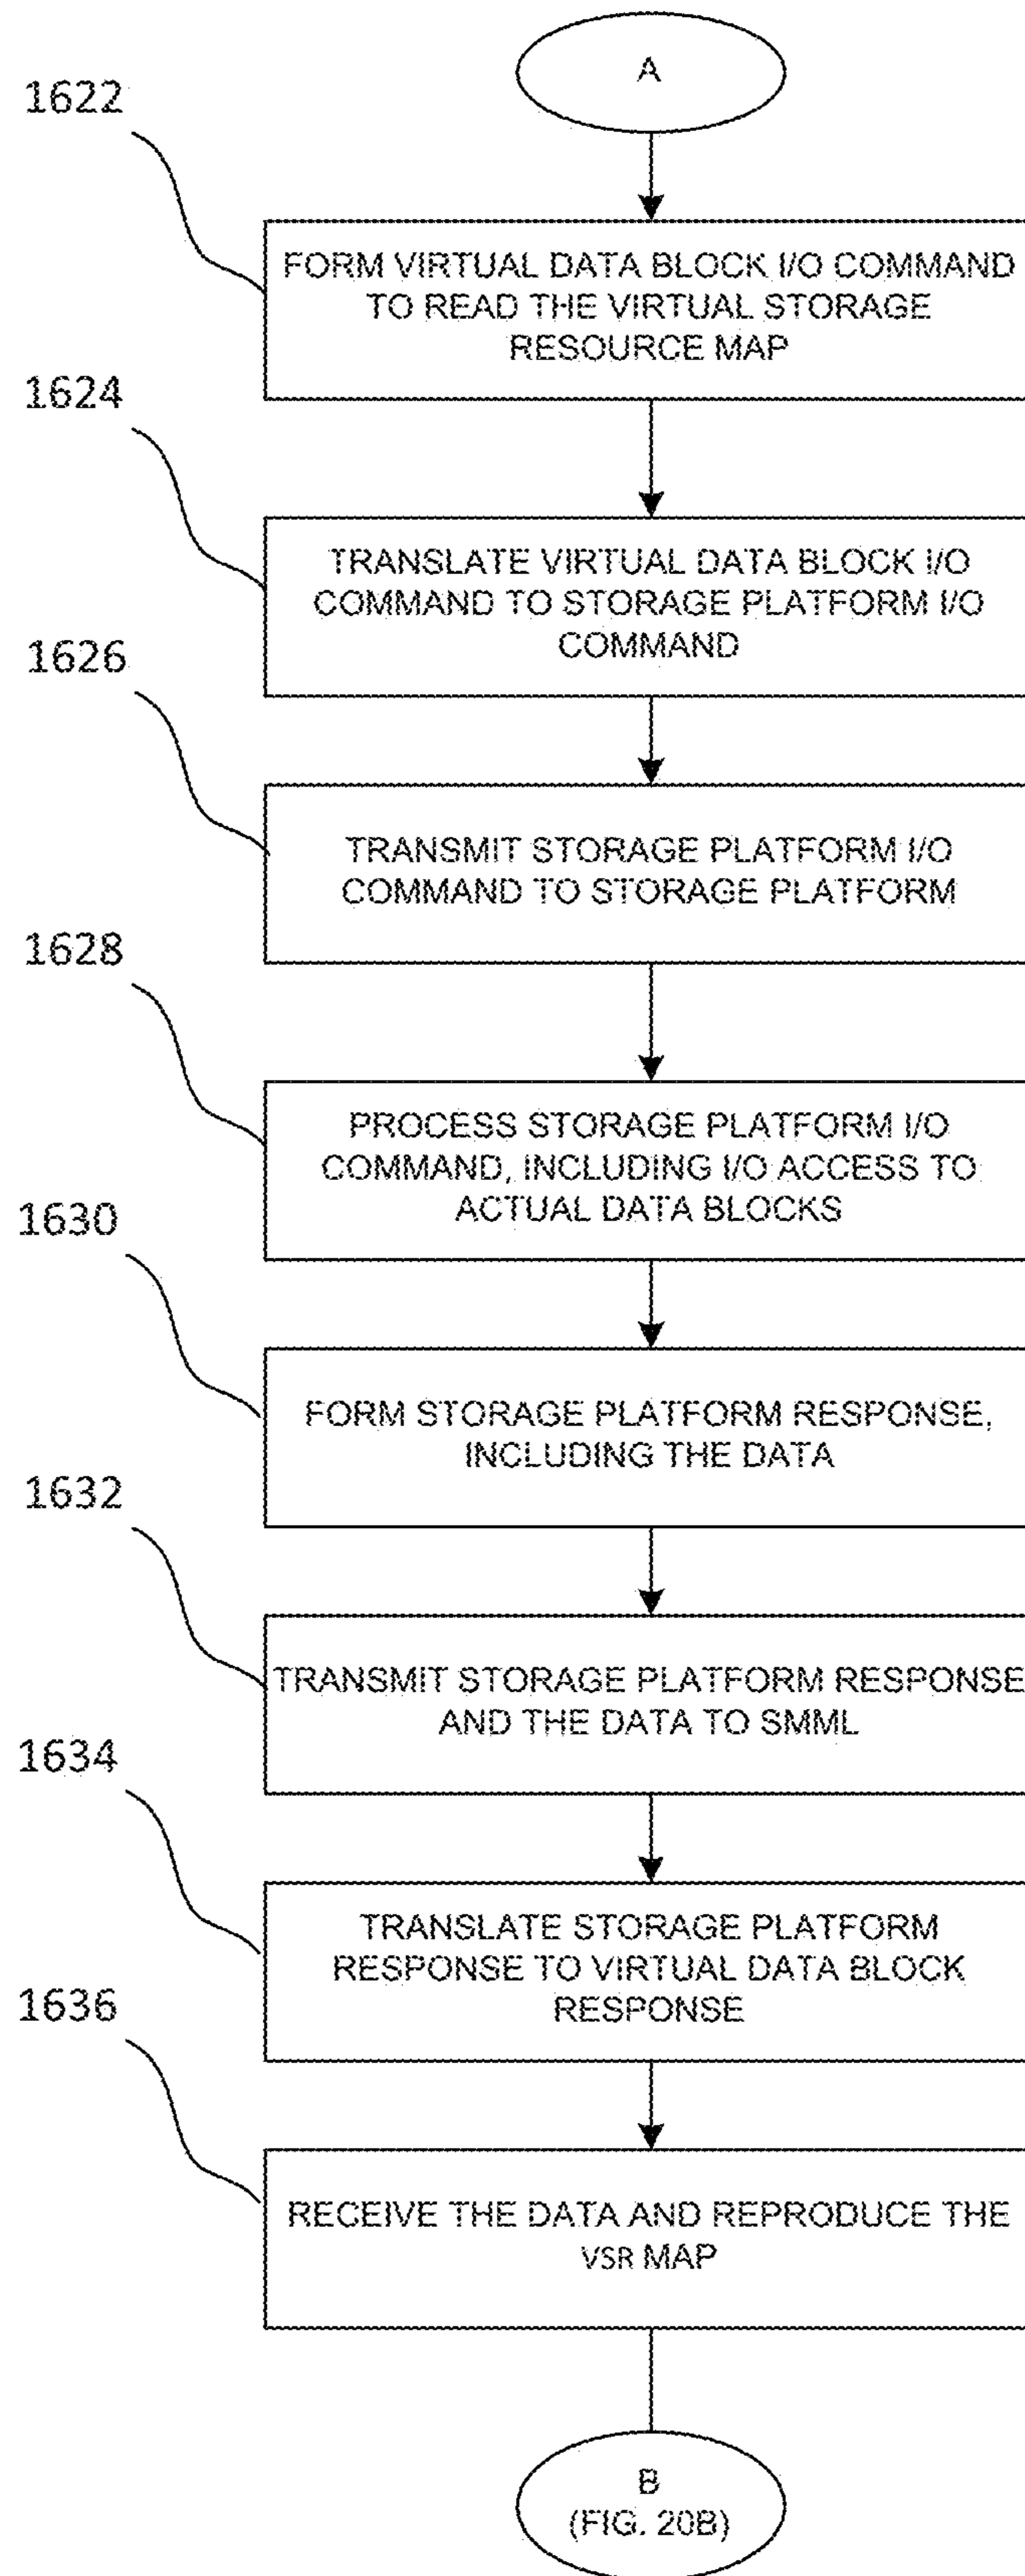 A
1622
FORM VIRTUAL DATA BLOCK I/O COMMAND
TO READ THE VIRTUAL STORAGE
RESOURCE MAP
1624
TRANSLATE VIRTUAL DATA BLOCK I/O
COMMAND TO STORAGE PLATFORM I/O
COMMAND
1626
TRANSMIT STORAGE PLATFORM I/O
COMMAND TO STORAGE PLATFORM
1628
PROCESS STORAGE PLATFORM I/O
COMMAND, INCLUDING I/O ACCESS TO
ACTUAL DATA BLOCKS
1630
FORM STORAGE PLATFORM RESPONSE,
INCLUDING THE DATA
1632
TRANSMIT STORAGE PLATFORM RESPONSE
AND THE DATA TO SMML
1634
TRANSLATE STORAGE PLATFORM
RESPONSE TO VIRTUAL DATA BLOCK
RESPONSE
1636
RECEIVE THE DATA AND REPRODUCE THE
VSR MAP
B
(FIG. 20B)